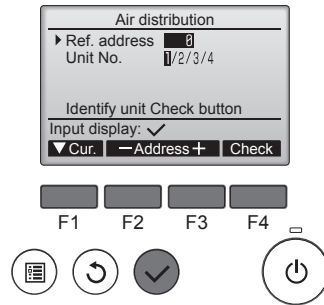 Air distribution
Ref. address 0
Unit No. 1/2/3/4
Identify unit Check button
Input display: ✓
▼ Cur. − Address + Check
F1 F2 F3 F4